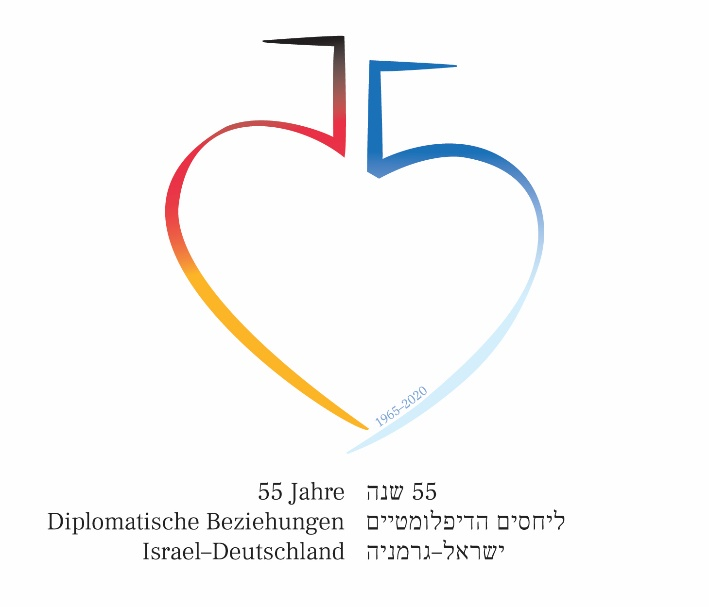 1965–2020
55 Jahre
Diplomatische Beziehungen
Israel–Deutschland
55 שנה
ליחסים הדיפלומטיים
ישראל–גרמניה